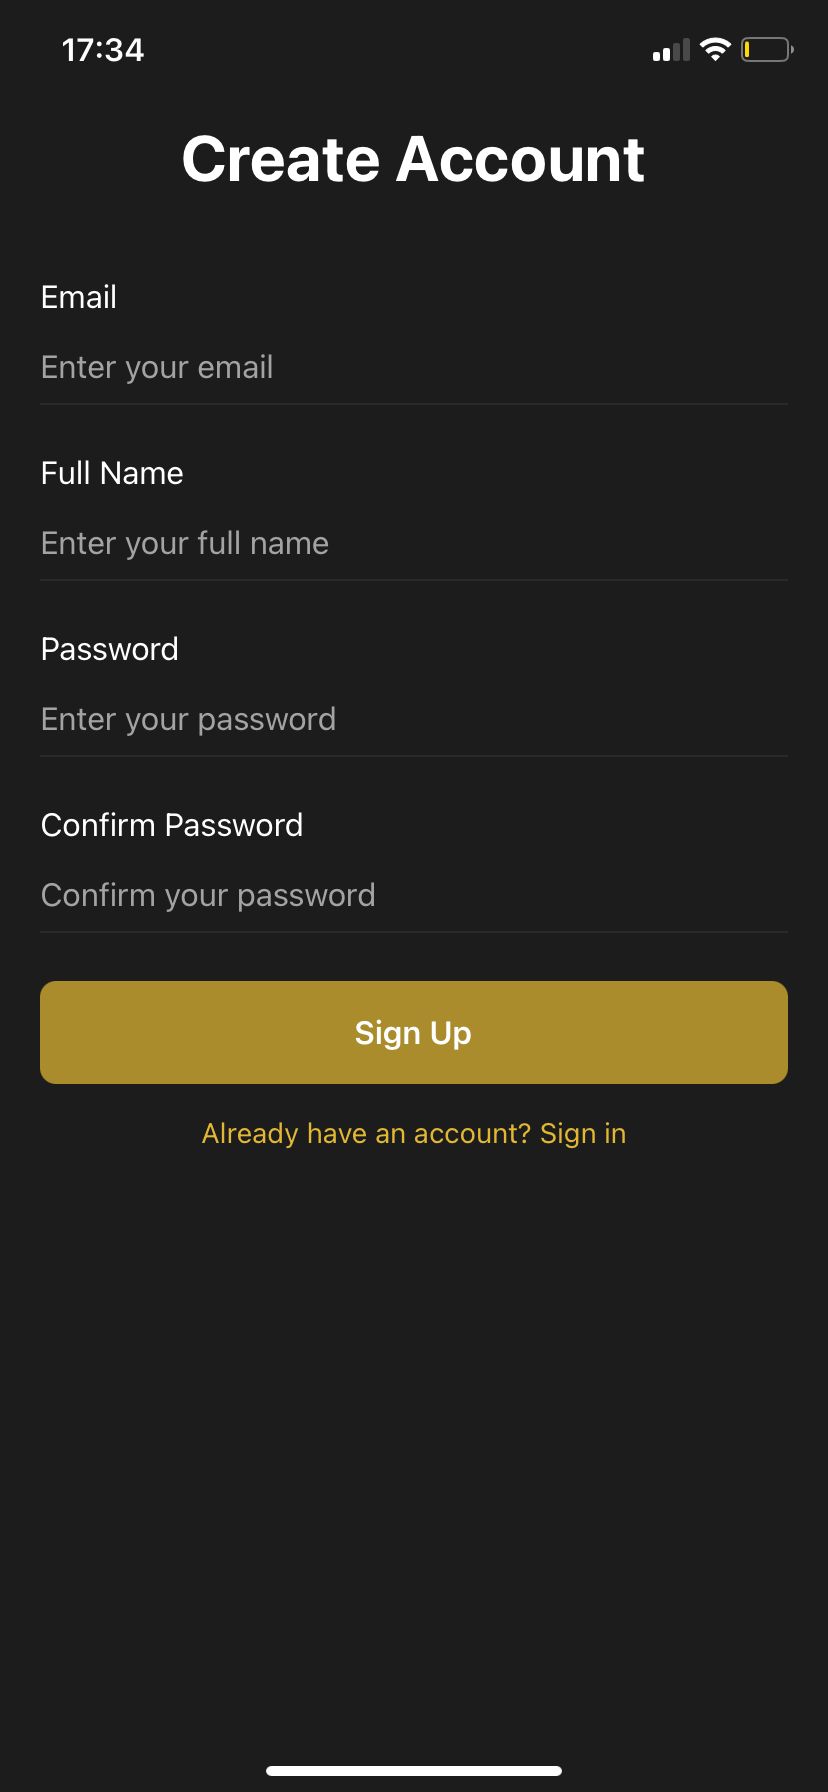 17:34
Create Account
Email
Enter your email
Full Name
Enter your full name
Password
Enter your password
Confirm Password
Confirm your password
Sign Up
Already have an account? Sign in